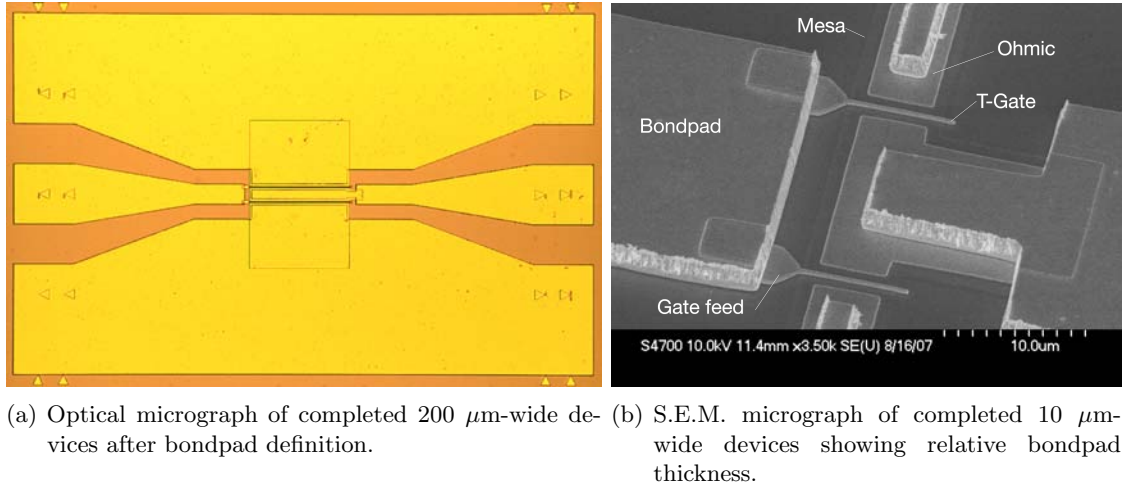 Mesa
Ohmic
T-Gate
Bondpad
Gate feed
S4700 10.0kV 11.4mm x3.50k SE(U) 8/16/07
10.0um
(a) Optical micrograph of completed 200 μm-wide de-
vices after bondpad definition.
(b) S.E.M. micrograph of completed 10 μm-
wide devices showing relative bondpad
thickness.